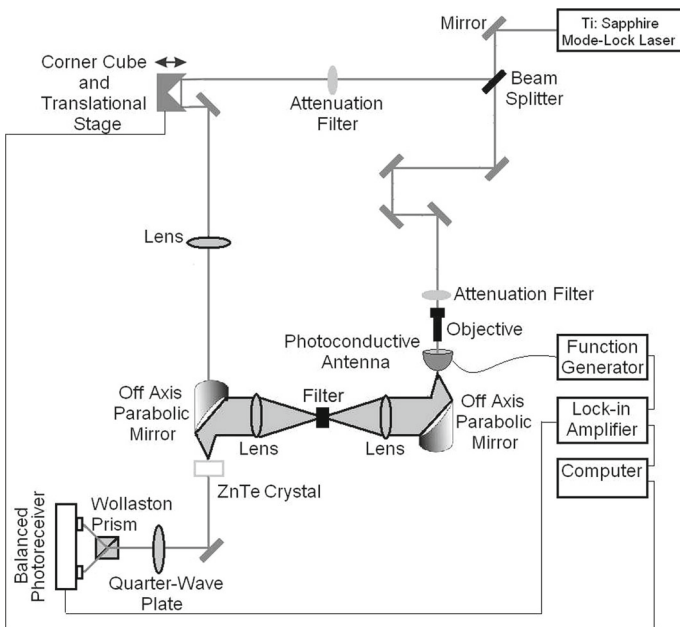 Mirror
Ti: Sapphire
Mode-Lock Laser
Corner Cube
and
Translational
Stage
Attenuation
Filter
Beam
Splitter
Lens
Attenuation Filter
Objective
Photoconductive
Antenna
Function
Generator
Off Axis
Parabolic
Mirror
Filter
Lens
Lens
Off Axis
Parabolic
Mirror
Lock-in
Amplifier
Computer
ZnTe Crystal
Wollaston
Prism
Balanced
Photoreceiver
Quarter-Wave
Plate